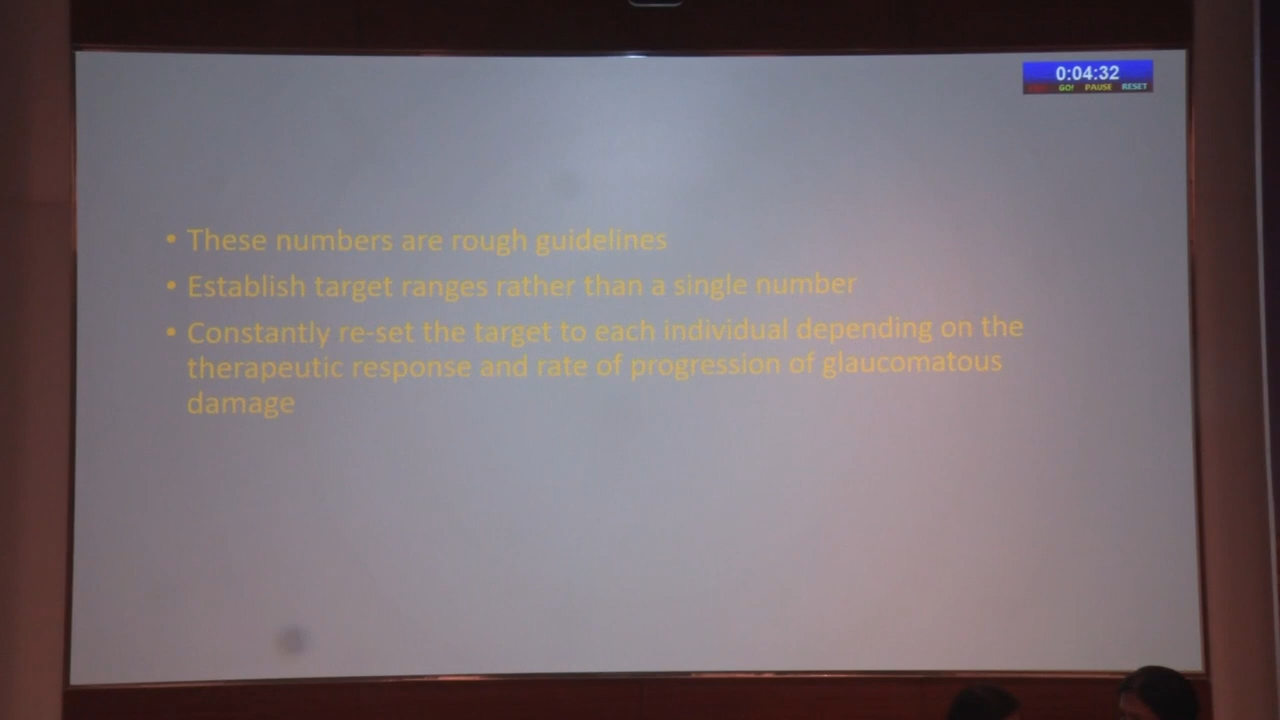 0:04:32
GO! PAUSE RESET
• These numbers are rough guidelines
• Establish target ranges rather than a single number
• Constantly re-set the target to each individual depending on the
therapeutic response and rate of progression of glaucomatous
damage